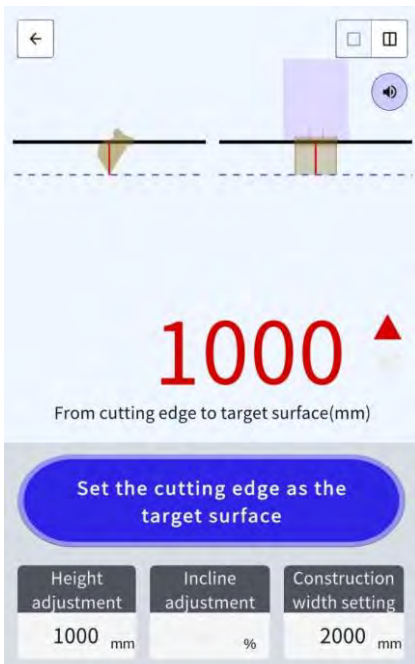 1000
From cutting edge to target surface(mm)
Set the cutting edge as the
target surface
Height
adjustment
Incline
adjustment
Construction
width setting
1000 mm
%
2000 mm